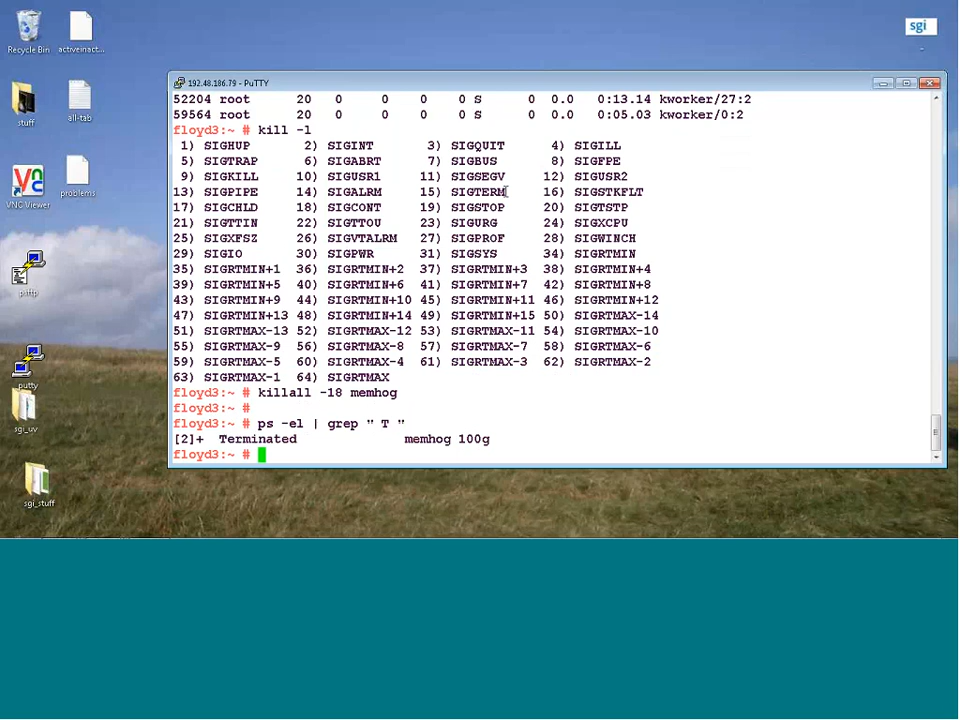 sgi
Recycle Bin
activeinact...
192.48.186.79 - PuTTY
stuff
all-tab
VNC Viewer
problems
psftp
putty
sgi_uv
sgi_stuff
52204 root 20 0 0 0 0 S 0 0.0 0:13.14 kworker/27:2
59564 root 20 0 0 0 0 S 0 0.0 0:05.03 kworker/0:2
floyd3:~ # kill -l
1) SIGHUP 2) SIGINT 3) SIGQUIT 4) SIGILL
5) SIGTRAP 6) SIGABRT 7) SIGBUS 8) SIGFPE
9) SIGKILL 10) SIGUSR1 11) SIGSEGV 12) SIGUSR2
13) SIGPIPE 14) SIGALRM 15) SIGTERM 16) SIGSTKFLT
17) SIGCHLD 18) SIGCONT 19) SIGSTOP 20) SIGTSTP
21) SIGTTIN 22) SIGTTOU 23) SIGURG 24) SIGXCPU
25) SIGXFSZ 26) SIGVTALRM 27) SIGPROF 28) SIGWINCH
29) SIGIO 30) SIGPWR 31) SIGSYS 34) SIGRTMIN
35) SIGRTMIN+1 36) SIGRTMIN+2 37) SIGRTMIN+3 38) SIGRTMIN+4
39) SIGRTMIN+5 40) SIGRTMIN+6 41) SIGRTMIN+7 42) SIGRTMIN+8
43) SIGRTMIN+9 44) SIGRTMIN+10 45) SIGRTMIN+11 46) SIGRTMIN+12
47) SIGRTMIN+13 48) SIGRTMIN+14 49) SIGRTMIN+15 50) SIGRTMAX-14
51) SIGRTMAX-13 52) SIGRTMAX-12 53) SIGRTMAX-11 54) SIGRTMAX-10
55) SIGRTMAX-9 56) SIGRTMAX-8 57) SIGRTMAX-7 58) SIGRTMAX-6
59) SIGRTMAX-5 60) SIGRTMAX-4 61) SIGRTMAX-3 62) SIGRTMAX-2
63) SIGRTMAX-1 64) SIGRTMAX
floyd3:~ # killall -18 memhog
floyd3:~ #
floyd3:~ # ps -el | grep " T "
[2]+ Terminated memhog 100g
floyd3:~ #